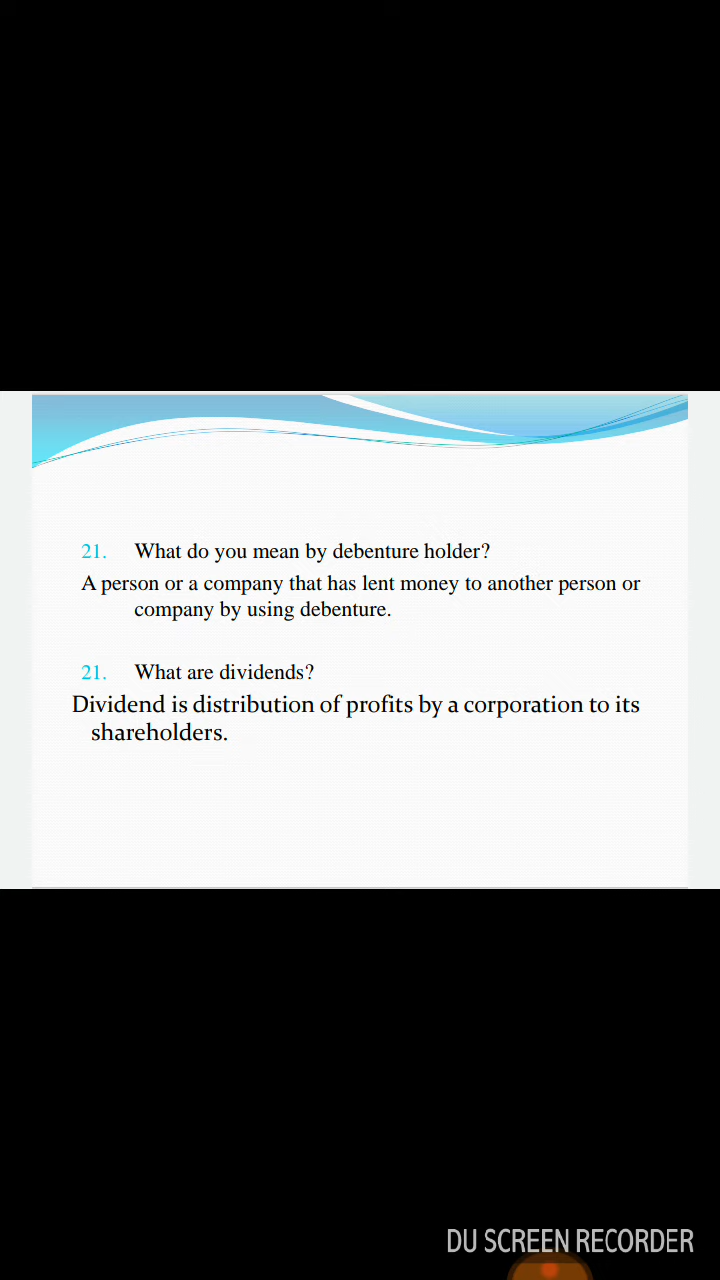 21. What do you mean by debenture holder?
A person or a company that has lent money to another person or
company by using debenture.
21. What are dividends?
Dividend is distribution of profits by a corporation to its
shareholders.
DU SCREEN RECORDER